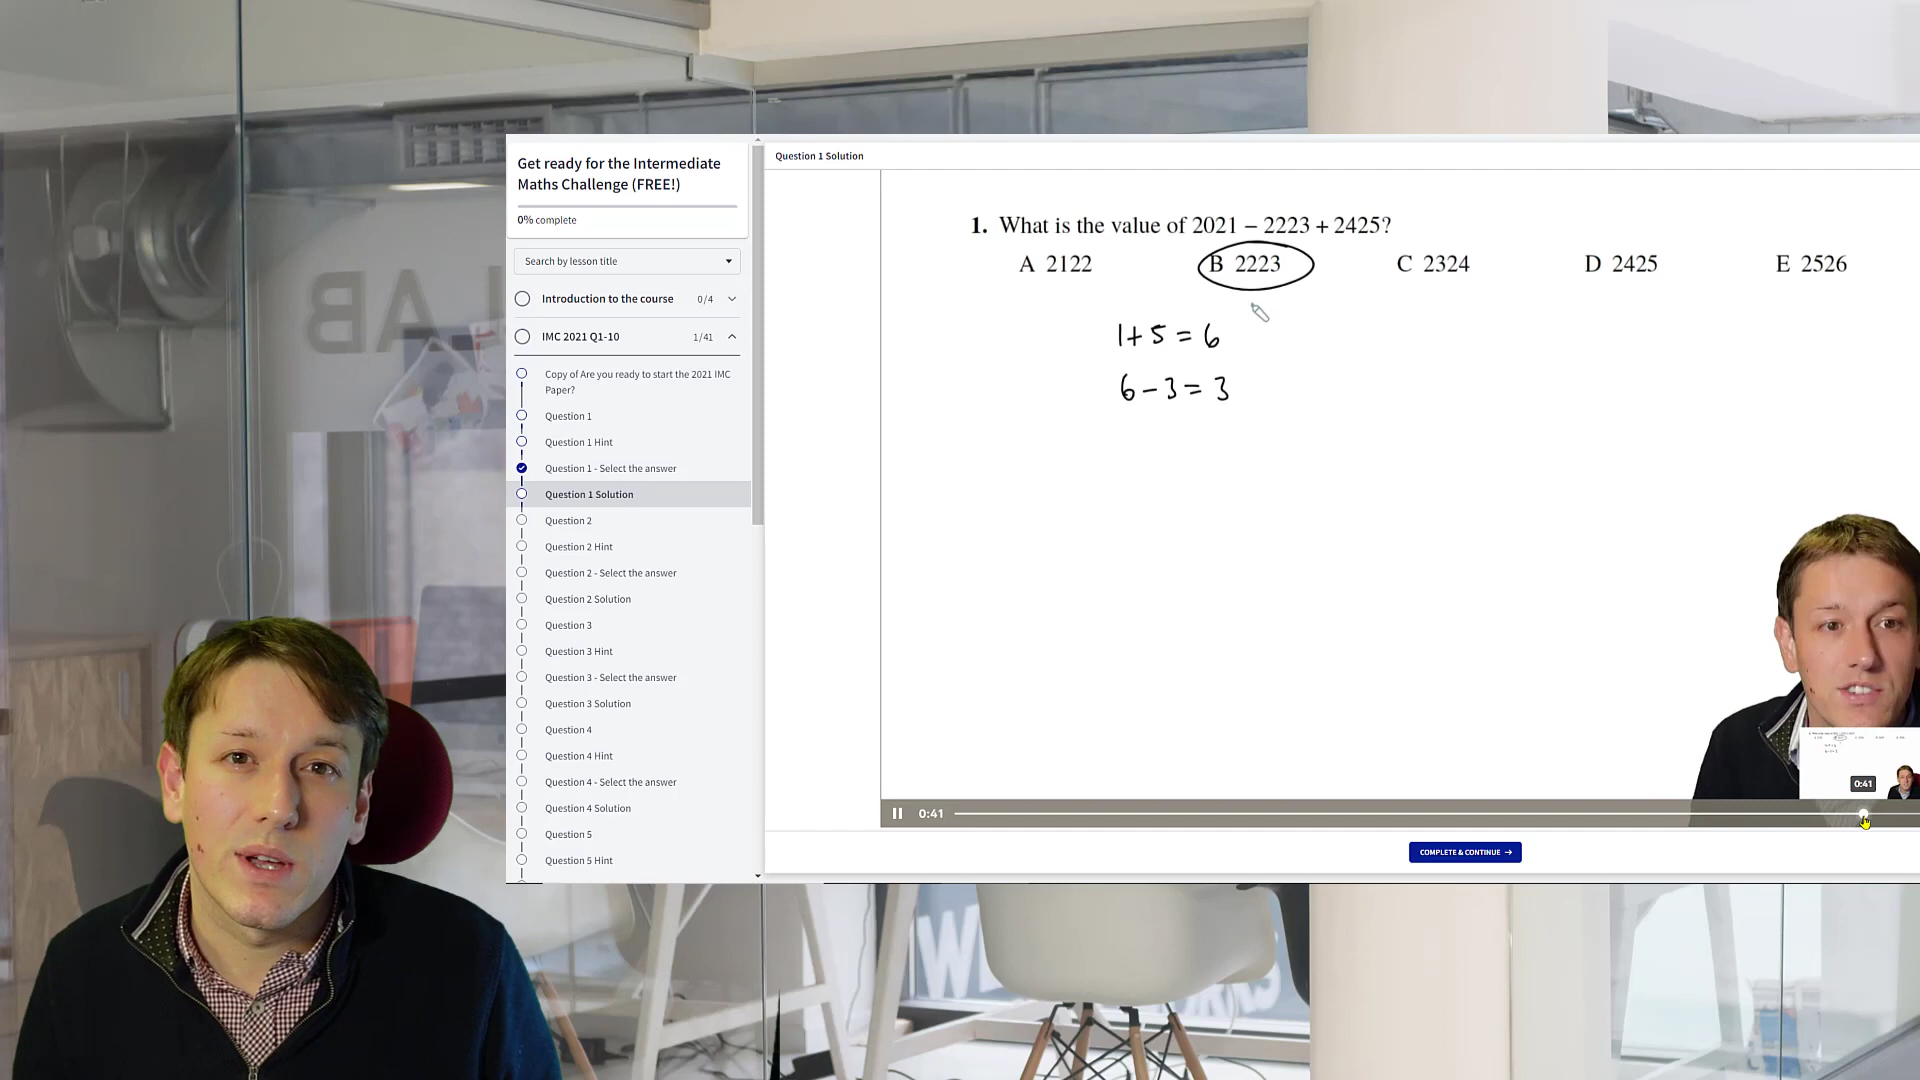 Get ready for the Intermediate
Maths Challenge (FREE!)
0% complete
Search by lesson title
Introduction to the course 0/4
IMC 2021 Q1-10 1/41
Copy of Are you ready to start the 2021 IMC
Paper?
Question 1
Question 1 Hint
Question 1 - Select the answer
Question 1 Solution
Question 2
Question 2 Hint
Question 2 - Select the answer
Question 2 Solution
Question 3
Question 3 Hint
Question 3 - Select the answer
Question 3 Solution
Question 4
Question 4 Hint
Question 4 - Select the answer
Question 4 Solution
Question 5
Question 5 Hint
Question 1 Solution
1. What is the value of 2021 – 2223 + 2425?
A 2122 B 2223 C 2324 D 2425 E 2526
1+5=6
6-3=3
0:41
0:41
COMPLETE & CONTINUE →
LAB